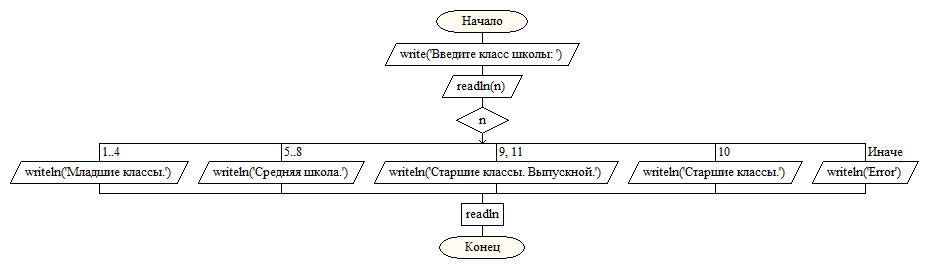 Начало
write('Введите класс школы: ')
readln(n)
n
1..4
5..8
9, 11
10
Иначе
writeln('Младшие классы.')
writeln('Средняя школа.')
writeln('Старшие классы. Выпускной.')
writeln('Старшие классы.')
writeln('Error')
readln
Конец